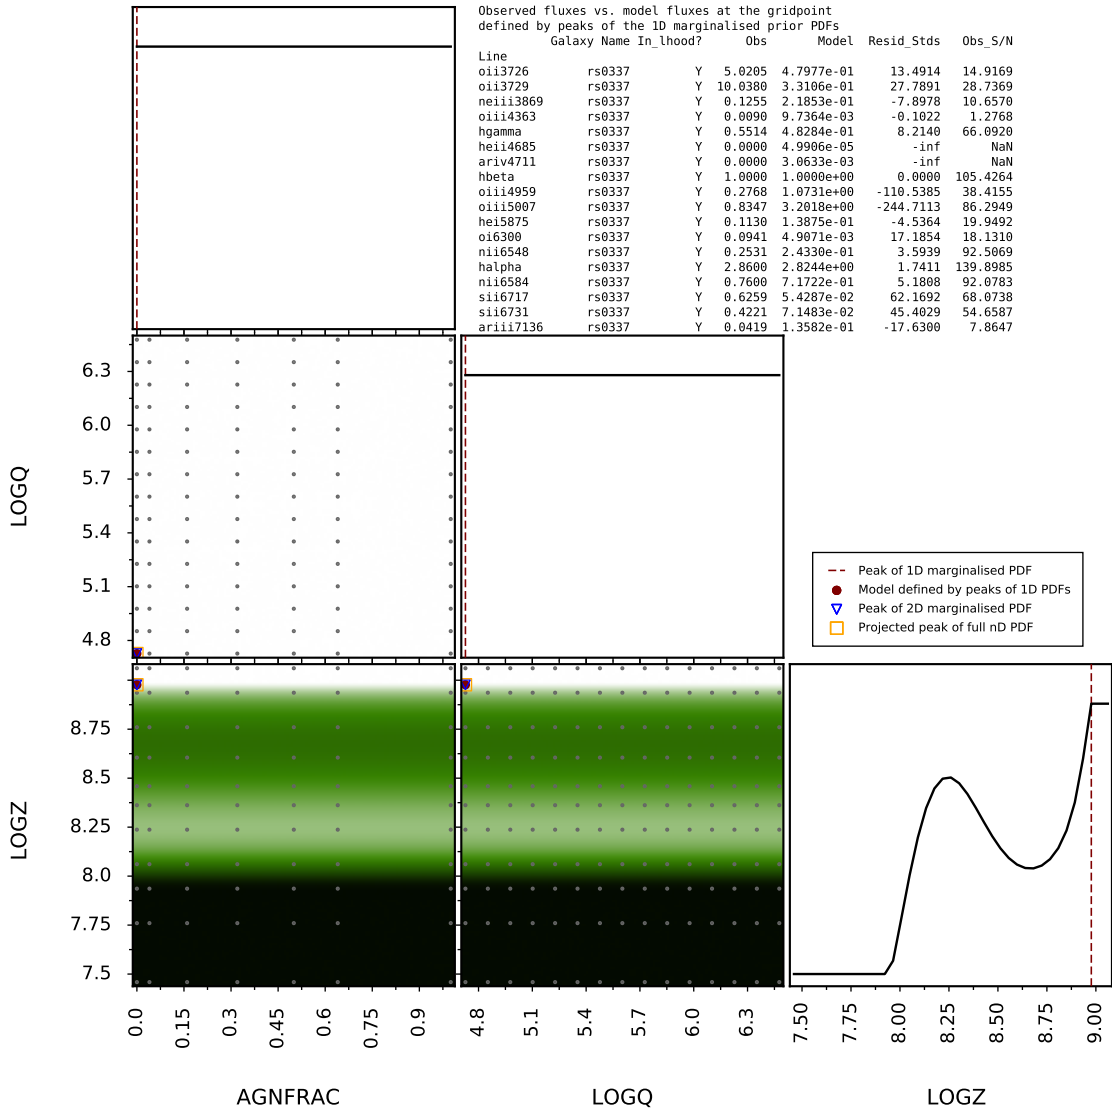 Observed fluxes vs. model fluxes at the gridpoint
defined by peaks of the 1D marginalised prior PDFs
Galaxy Name In_lhood? Obs Model Resid_Stds Obs_S/N
Line
oii3726 rs0337 Y 5.0205 4.7977e-01 13.4914 14.9169
oii3729 rs0337 Y 10.0380 3.3106e-01 27.7891 28.7369
neiii3869 rs0337 Y 0.1255 2.1853e-01 -7.8978 10.6570
oiii4363 rs0337 Y 0.0090 9.7364e-03 -0.1022 1.2768
hgamma rs0337 Y 0.5514 4.8284e-01 8.2140 66.0920
heii4685 rs0337 Y 0.0000 4.9906e-05 -inf NaN
ariv4711 rs0337 Y 0.0000 3.0633e-03 -inf NaN
hbeta rs0337 Y 1.0000 1.0000e+00 0.0000 105.4264
oiii4959 rs0337 Y 0.2768 1.0731e+00 -110.5385 38.4155
oiii5007 rs0337 Y 0.8347 3.2018e+00 -244.7113 86.2949
hei5875 rs0337 Y 0.1130 1.3875e-01 -4.5364 19.9492
oi6300 rs0337 Y 0.0941 4.9071e-03 17.1854 18.1310
nii6548 rs0337 Y 0.2531 2.4330e-01 3.5939 92.5069
halpha rs0337 Y 2.8600 2.8244e+00 1.7411 139.8985
nii6584 rs0337 Y 0.7600 7.1722e-01 5.1808 92.0783
sii6717 rs0337 Y 0.6259 5.4287e-02 62.1692 68.0738
sii6731 rs0337 Y 0.4221 7.1483e-02 45.4029 54.6587
ariii7136 rs0337 Y 0.0419 1.3582e-01 -17.6300 7.8647
LOGQ
6.3
6.0
5.7
5.4
5.1
4.8
Peak of 1D marginalised PDF
Model defined by peaks of 1D PDFs
Peak of 2D marginalised PDF
Projected peak of full nD PDF
LOGZ
8.75
8.5
8.25
8.0
7.75
7.5
0.0 0.15 0.3 0.45 0.6 0.75 0.9
4.8 5.1 5.4 5.7 6.0 6.3
7.50 7.75 8.00 8.25 8.50 8.75 9.00
AGNFRAC LOGQ LOGZ